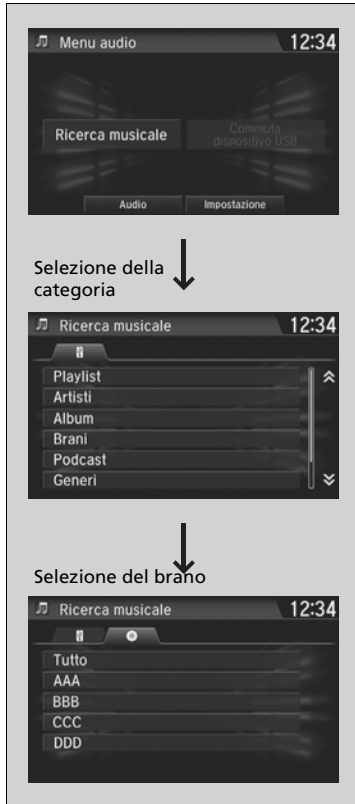 Menu audio 12:34
Ricerca musicale
Commuta
dispositivo USB
Audio Impostazione
Selezione della
categoria
Ricerca musicale 12:34
Playlist
Artisti
Album
Brani
Podcast
Generi
Selezione del brano
Ricerca musicale 12:34
Tutto
AAA
BBB
CCC
DDD